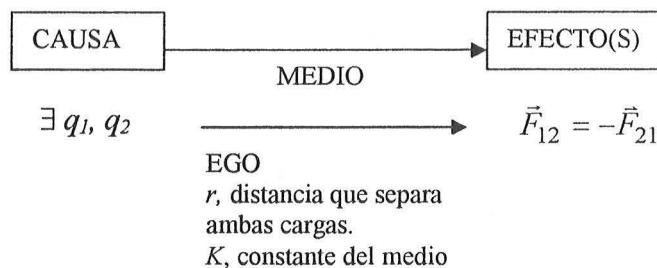 CAUSA
EFECTO(S)
MEDIO
∃ q1, q2
F⃗12 = −F⃗21
EGO
r, distancia que separa
ambas cargas.
K, constante del medio